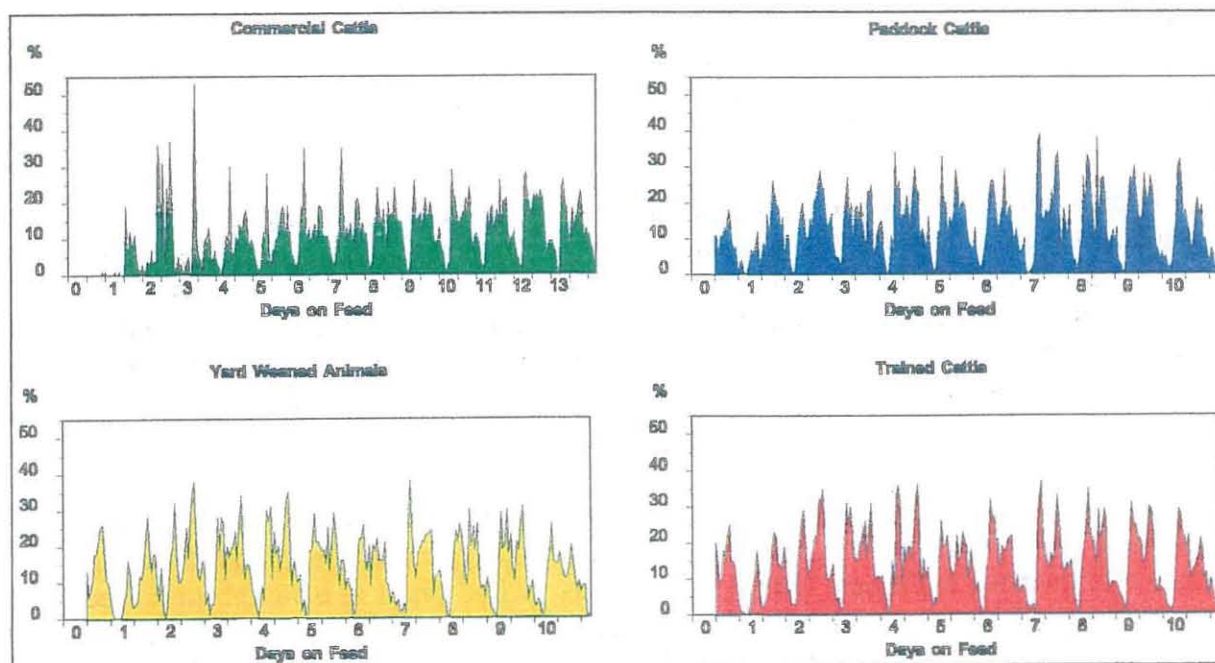 Commercial Cattle
%
50
40
30
20
10
0
0 1 2 3 4 5 6 7 8 9 10 11 12 13
Days on Feed
Paddock Cattle
%
50
40
30
20
10
0
0 1 2 3 4 5 6 7 8 9 10
Days on Feed
Yard Weaned Animals
%
50
40
30
20
10
0
0 1 2 3 4 5 6 7 8 9 10
Days on Feed
Trained Cattle
%
50
40
30
20
10
0
0 1 2 3 4 5 6 7 8 9 10
Days on Feed